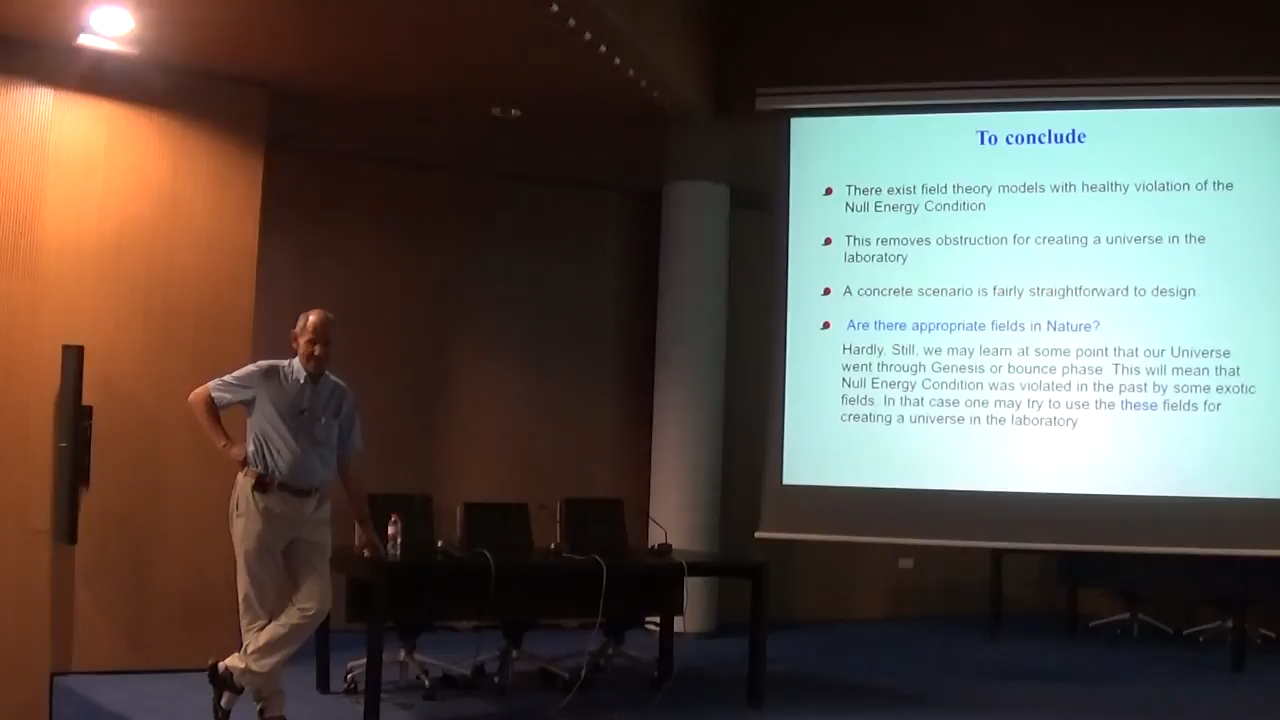 To conclude
There exist field theory models with healthy violation of the
Null Energy Condition
This removes obstruction for creating a universe in the
laboratory
A concrete scenario is fairly straightforward to design.
Are there appropriate fields in Nature?
Hardly. Still, we may learn at some point that our Universe
went through Genesis or bounce phase. This will mean that
Null Energy Condition was violated in the past by some exotic
fields. In that case one may try to use the these fields for
creating a universe in the laboratory